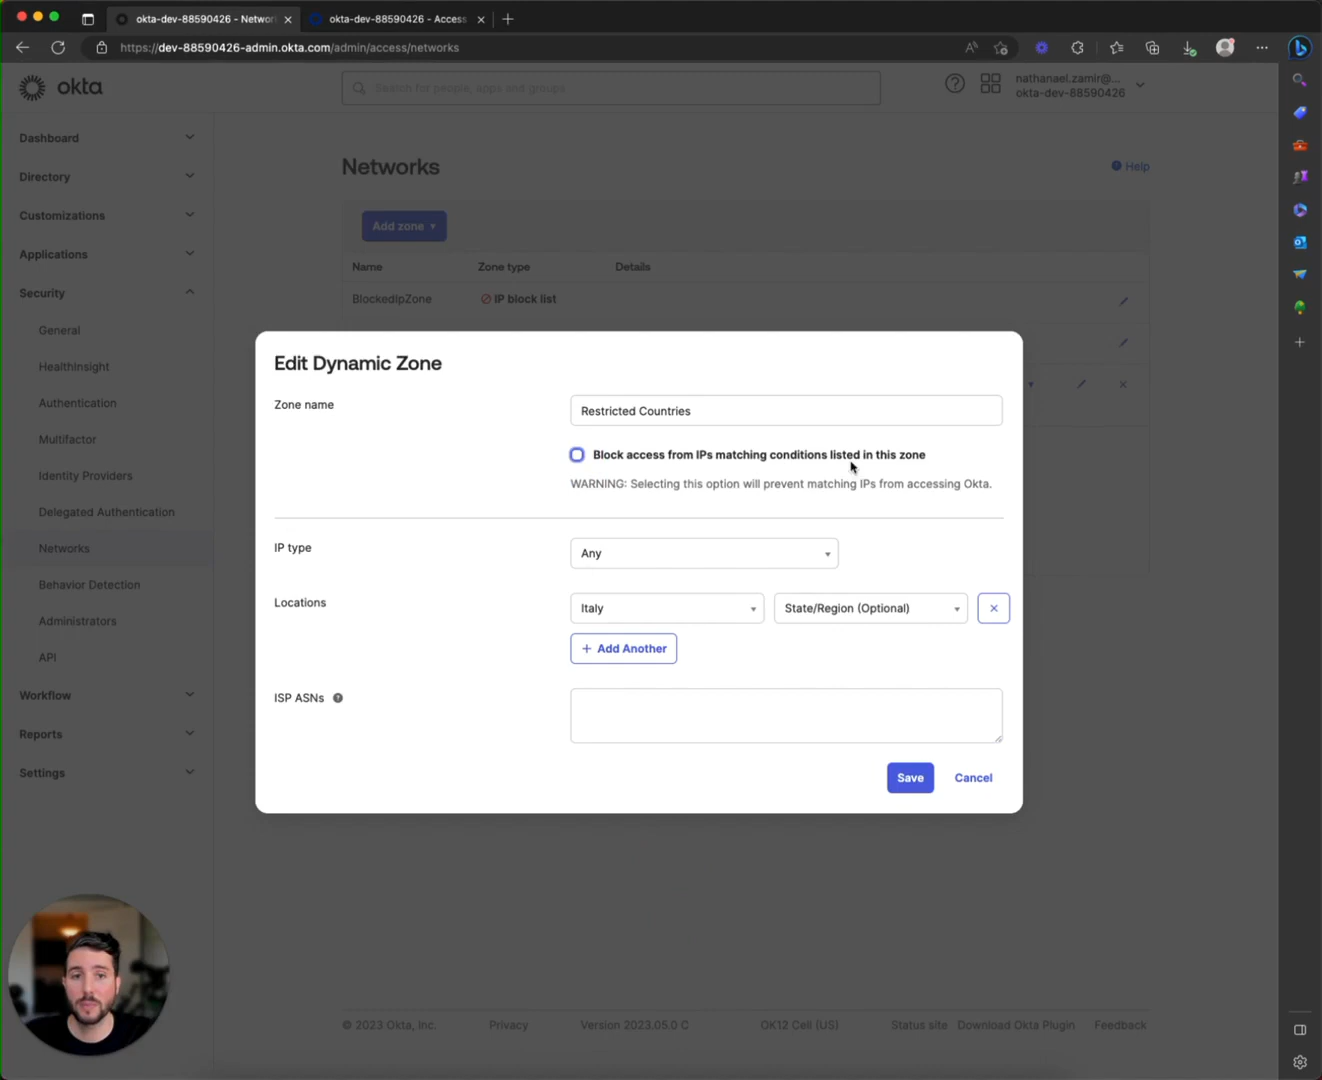 okta-dev-88590426 - Networ
okta-dev-88590426 - Access
https://dev-88590426-admin.okta.com/admin/access/networks
okta
Search for people, apps and groups
nathanael.zamir@...
okta-dev-88590426
Dashboard
Directory
Customizations
Applications
Security
General
HealthInsight
Authentication
Multifactor
Identity Providers
Delegated Authentication
Networks
Behavior Detection
Administrators
API
Workflow
Reports
Settings
Networks
Help
Add zone
Name Zone type Details
BlockedIpZone IP block list
Edit Dynamic Zone
Zone name Restricted Countries
Block access from IPs matching conditions listed in this zone
WARNING: Selecting this option will prevent matching IPs from accessing Okta.
IP type Any
Locations Italy State/Region (Optional)
+ Add Another
ISP ASNs
Save Cancel
© 2023 Okta, Inc. Privacy Version 2023.05.0 C OK12 Cell (US) Status site Download Okta Plugin Feedback